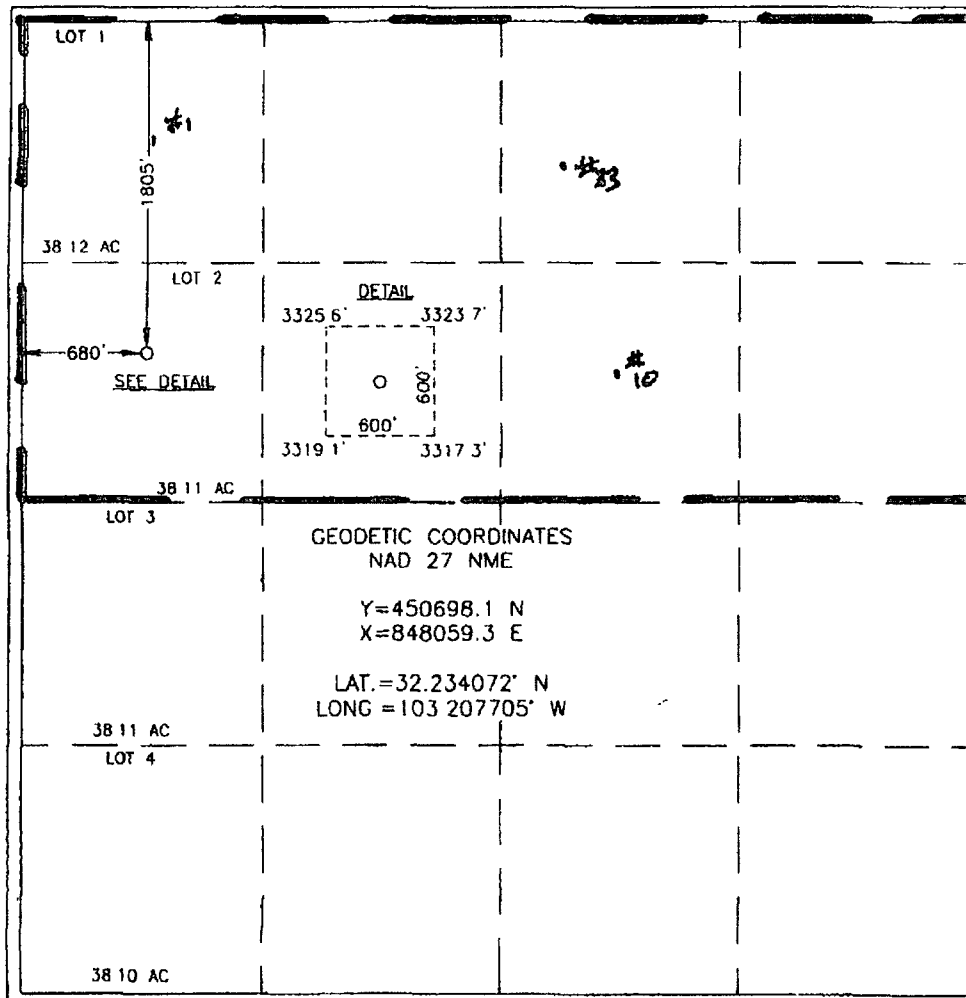 LOT 1
#1
1805'
#33
38 12 AC
LOT 2
DETAIL
3325 6'
3323 7'
680'
SEE DETAIL
600'
600'
#10
3319 1'
3317 3'
38 11 AC
LOT 3
GEODETIC COORDINATES
NAD 27 NME
Y=450698.1 N
X=848059.3 E
LAT.=32.234072° N
LONG =103 207705° W
38 11 AC
LOT 4
38 10 AC